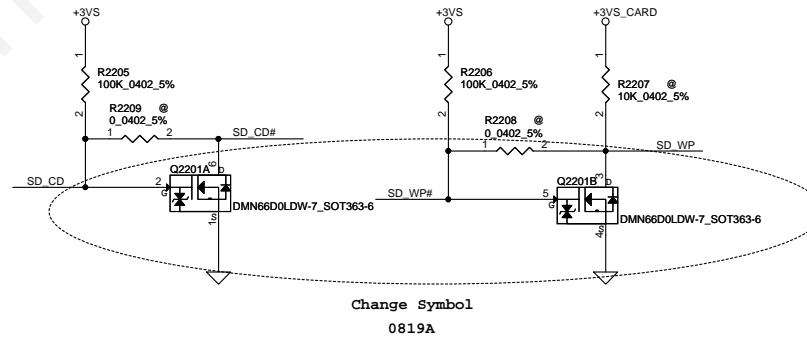 +3VS
+3VS
+3VS_CARD
1
1
1
R2205
100K_0402_5%
R2206
100K_0402_5%
R2207 @
10K_0402_5%
2
2
2
R2209 @
0_0402_5%
1 2
SD_CD#
R2208 @
0_0402_5%
1 2
SD_WP
SD_CD
2
G
Q2201A
6
D
S
1
DMN66D0LDW-7_SOT363-6
SD_WP#
5
G
Q2201B
3
D
S
4
DMN66D0LDW-7_SOT363-6
Change Symbol
0819A